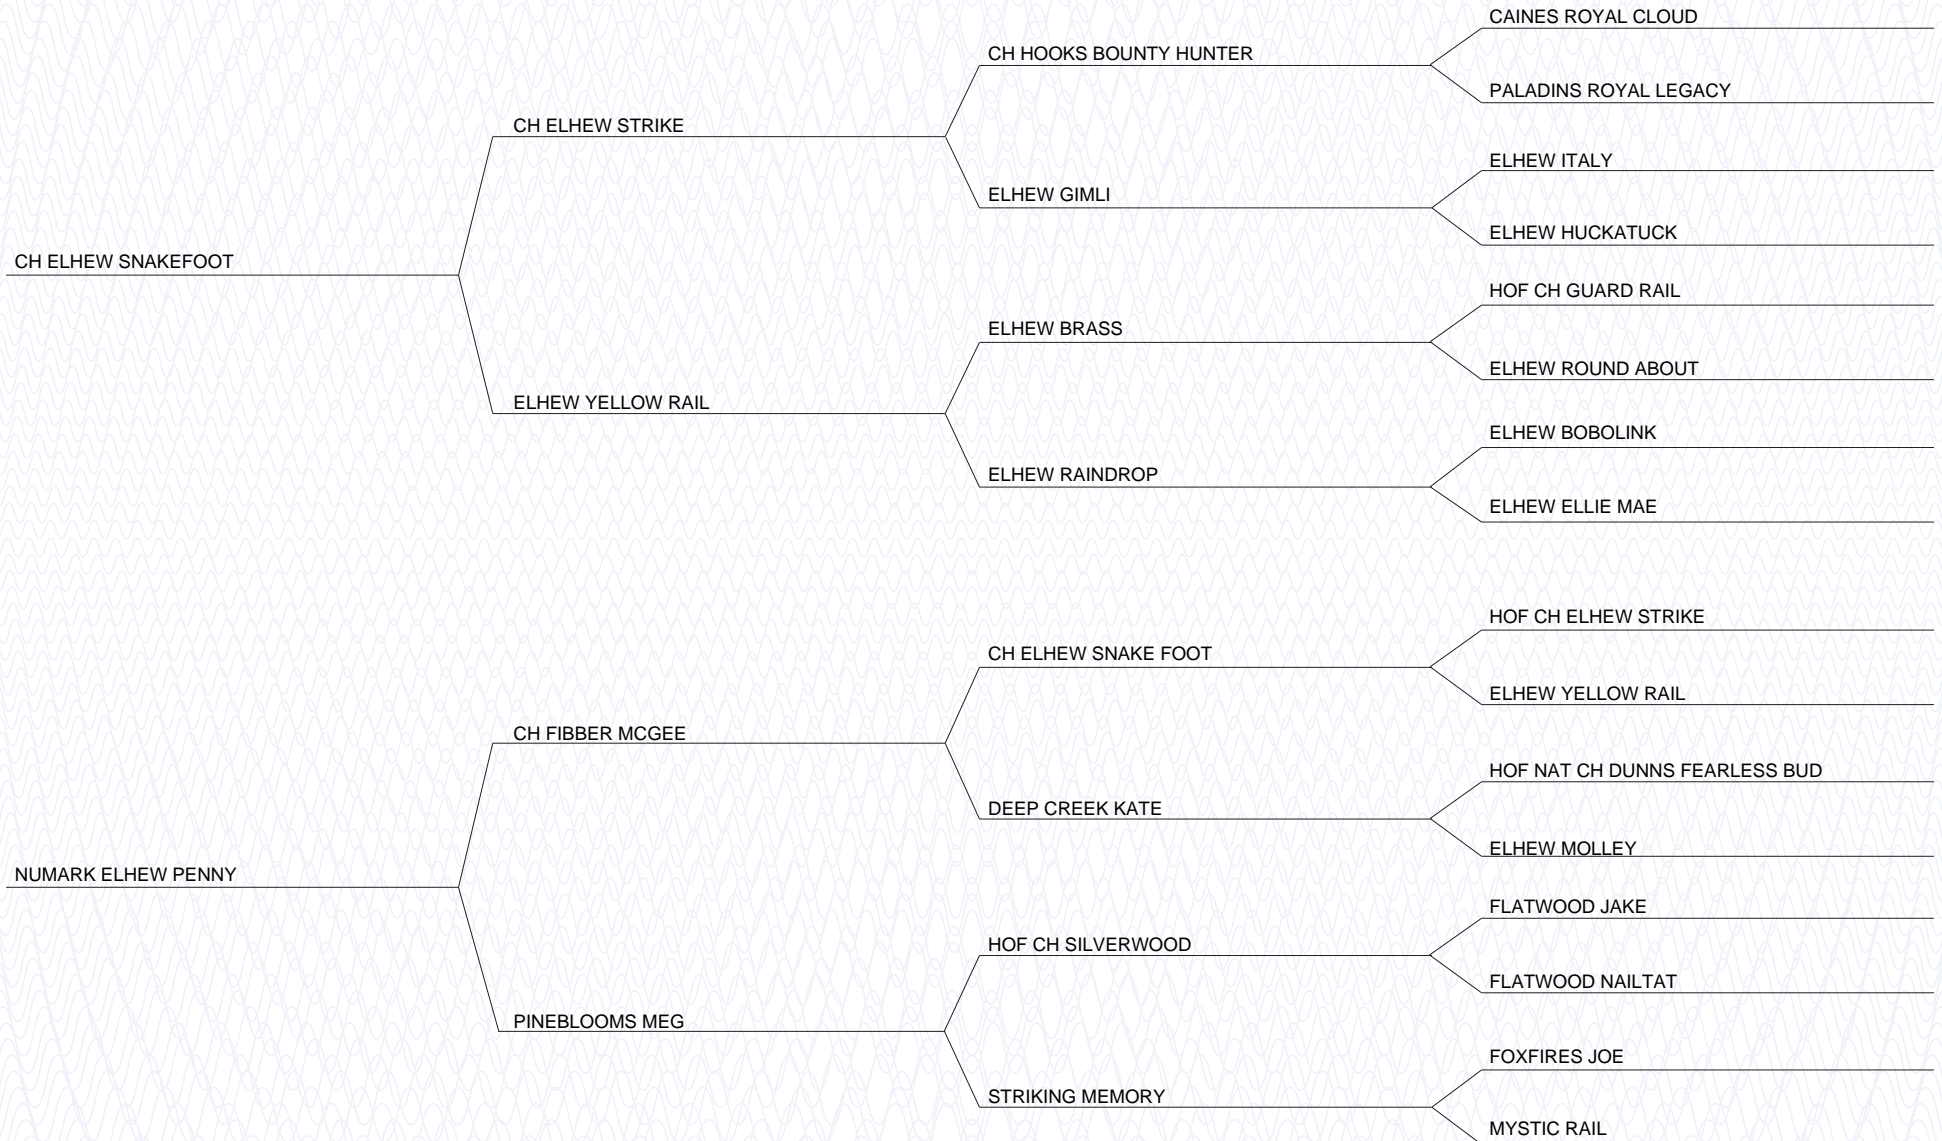 CAINES ROYAL CLOUD
CH HOOKS BOUNTY HUNTER
PALADINS ROYAL LEGACY
CH ELHEW STRIKE
ELHEW ITALY
ELHEW GIMLI
ELHEW HUCKATUCK
CH ELHEW SNAKEFOOT
HOF CH GUARD RAIL
ELHEW BRASS
ELHEW ROUND ABOUT
ELHEW YELLOW RAIL
ELHEW BOBOLINK
ELHEW RAINDROP
ELHEW ELLIE MAE
HOF CH ELHEW STRIKE
CH ELHEW SNAKE FOOT
ELHEW YELLOW RAIL
CH FIBBER MCGEE
HOF NAT CH DUNNS FEARLESS BUD
DEEP CREEK KATE
ELHEW MOLLEY
NUMARK ELHEW PENNY
FLATWOOD JAKE
HOF CH SILVERWOOD
FLATWOOD NAILTAT
PINEBLOOMS MEG
FOXFIRES JOE
STRIKING MEMORY
MYSTIC RAIL